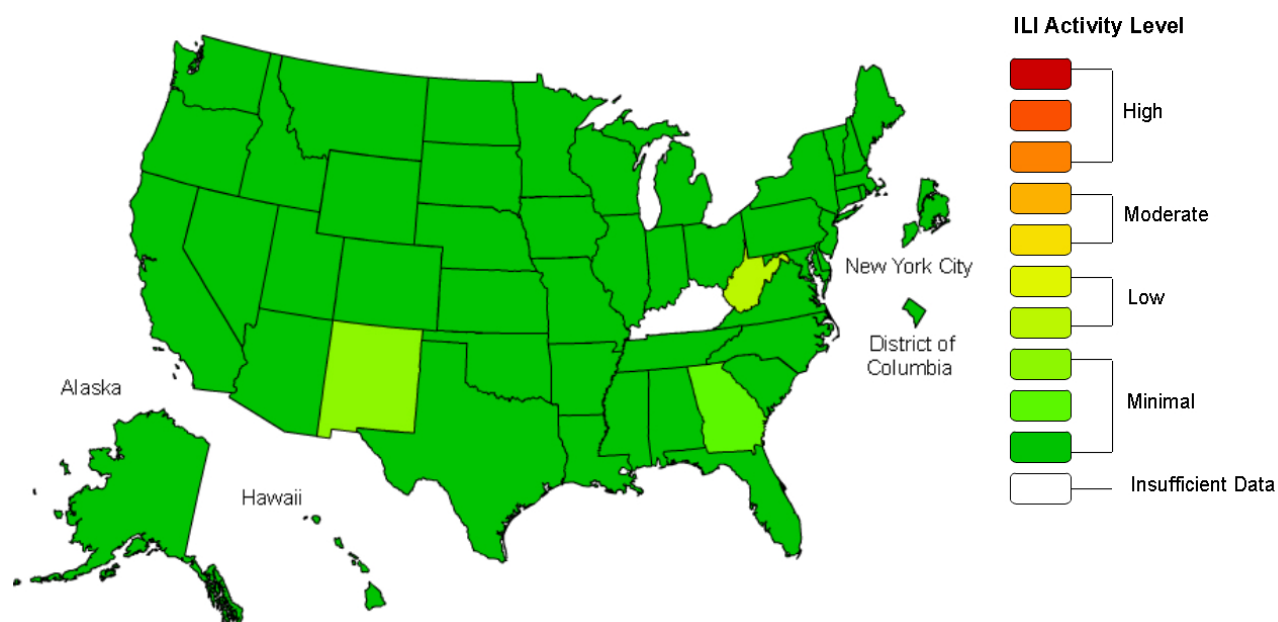 ILI Activity Level
High
Moderate
New York City
Low
District of
Columbia
Alaska
Minimal
Hawaii
Insufficient Data